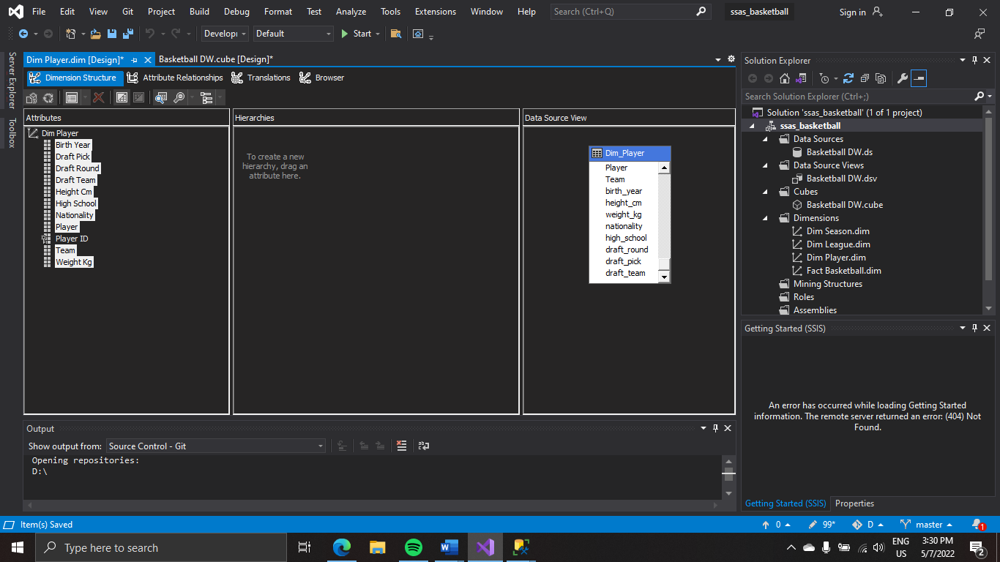 File Edit View Git Project Build Debug Format Test Analyze Tools Extensions Window Help Search (Ctrl+Q) ssas_basketball Sign in
Developi Default Start
Server Explorer
Toolbox
Dim Player.dim [Design]* Basketball DW.cube [Design]*
Dimension Structure Attribute Relationships Translations Browser
Attributes
Dim Player
Birth Year
Draft Pick
Draft Round
Draft Team
Height Cm
High School
Nationality
Player
Player ID
Team
Weight Kg
Hierarchies
To create a new
hierarchy, drag an
attribute here.
Data Source View
Dim_Player
Player
Team
birth_year
height_cm
weight_kg
nationality
high_school
draft_round
draft_pick
draft_team
Output
Show output from: Source Control - Git
Opening repositories:
D:\
Solution Explorer
Search Solution Explorer (Ctrl+;)
Solution 'ssas_basketball' (1 of 1 project)
ssas_basketball
Data Sources
Basketball DW.ds
Data Source Views
Basketball DW.dsv
Cubes
Basketball DW.cube
Dimensions
Dim Season.dim
Dim League.dim
Dim Player.dim
Fact Basketball.dim
Mining Structures
Roles
Assemblies
Getting Started (SSIS)
An error has occurred while loading Getting Started
information. The remote server returned an error: (404) Not
Found.
Getting Started (SSIS) Properties
Item(s) Saved 0 99* D master 1
Type here to search
ENG
US
3:30 PM
5/7/2022
2